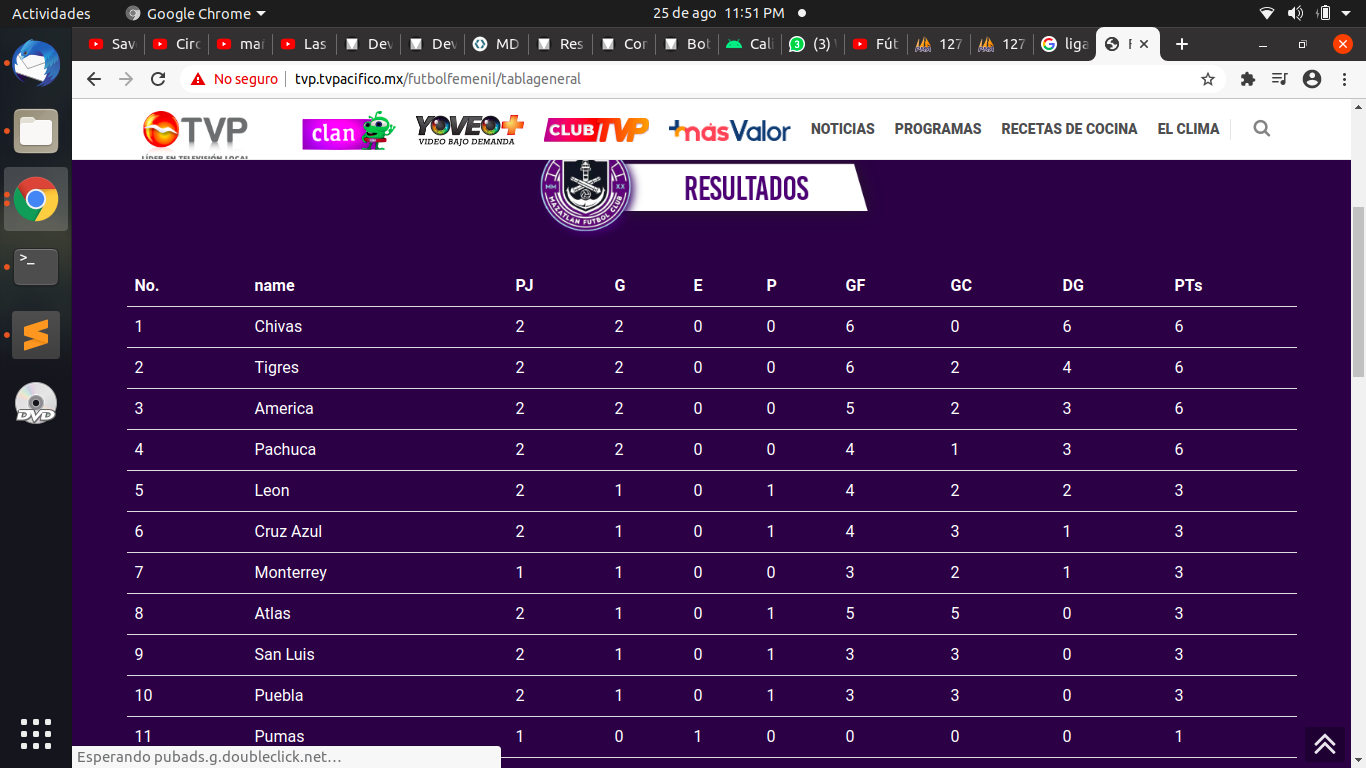 Actividades Google Chrome 25 de ago 11:51 PM
Sav Circ mañ Las Dev Dev MD Res Cor Bot Cali (3) Fút 127 127 liga
No seguro tvp.tvpacifico.mx/futbolfemenil/tablageneral
TVP clan YOVEO+ CLUB TVP +másValor NOTICIAS PROGRAMAS RECETAS DE COCINA EL CLIMA
LÍDER EN TELEVISIÓN LOCAL VIDEO BAJO DEMANDA
MM XX RESULTADOS
MAZATLAN FUTBOL CLUB
No. name PJ G E P GF GC DG PTs
1 Chivas 2 2 0 0 6 0 6 6
2 Tigres 2 2 0 0 6 2 4 6
3 America 2 2 0 0 5 2 3 6
4 Pachuca 2 2 0 0 4 1 3 6
5 Leon 2 1 0 1 4 2 2 3
6 Cruz Azul 2 1 0 1 4 3 1 3
7 Monterrey 1 1 0 0 3 2 1 3
8 Atlas 2 1 0 1 5 5 0 3
9 San Luis 2 1 0 1 3 3 0 3
10 Puebla 2 1 0 1 3 3 0 3
11 Pumas 1 0 1 0 0 0 0 1
Esperando pubads.g.doubleclick.net…
>_
DVD